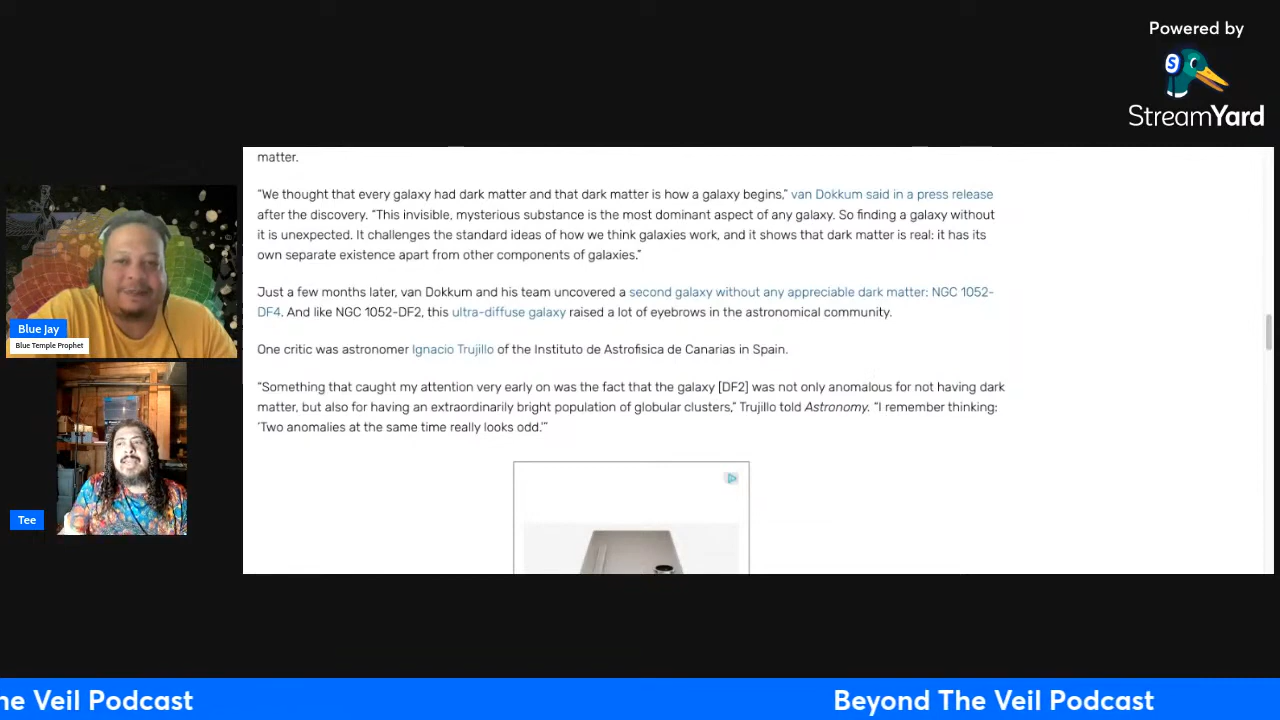 Powered by
StreamYard
matter.
“We thought that every galaxy had dark matter and that dark matter is how a galaxy begins,” van Dokkum said in a press release
after the discovery. “This invisible, mysterious substance is the most dominant aspect of any galaxy. So finding a galaxy without
it is unexpected. It challenges the standard ideas of how we think galaxies work, and it shows that dark matter is real: it has its
own separate existence apart from other components of galaxies.”
Just a few months later, van Dokkum and his team uncovered a second galaxy without any appreciable dark matter: NGC 1052-
DF4. And like NGC 1052-DF2, this ultra-diffuse galaxy raised a lot of eyebrows in the astronomical community.
One critic was astronomer Ignacio Trujillo of the Instituto de Astrofisica de Canarias in Spain.
“Something that caught my attention very early on was the fact that the galaxy [DF2] was not only anomalous for not having dark
matter, but also for having an extraordinarily bright population of globular clusters,” Trujillo told Astronomy. “I remember thinking:
‘Two anomalies at the same time really looks odd.’”
Blue Jay
Blue Temple Prophet
Tee
he Veil Podcast
Beyond The Veil Podcast